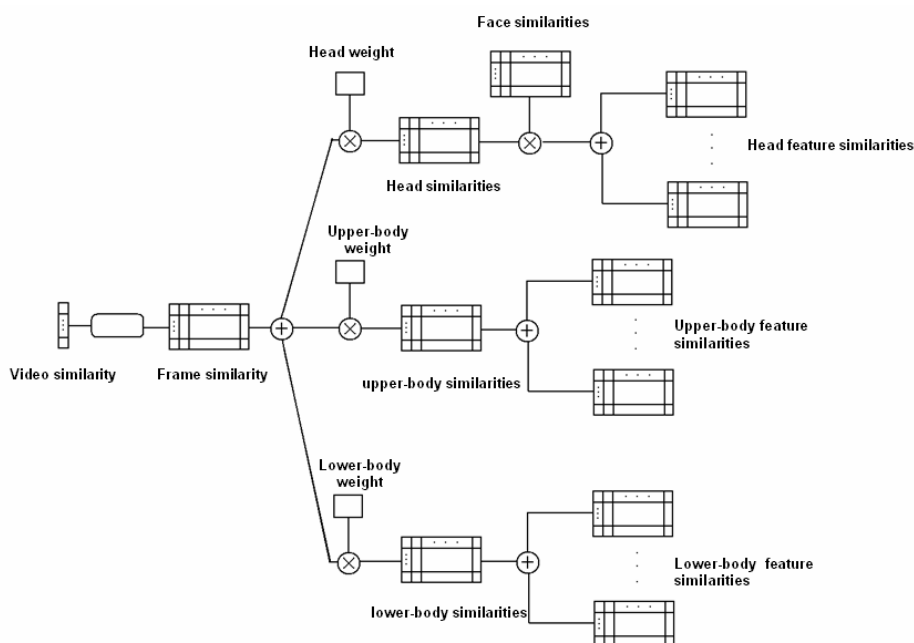 Face similarities
Head weight
Head feature similarities
Head similarities
Upper-body
weight
Upper-body feature
similarities
Video similarity
Frame similarity
upper-body similarities
Lower-body
weight
Lower-body feature
similarities
lower-body similarities